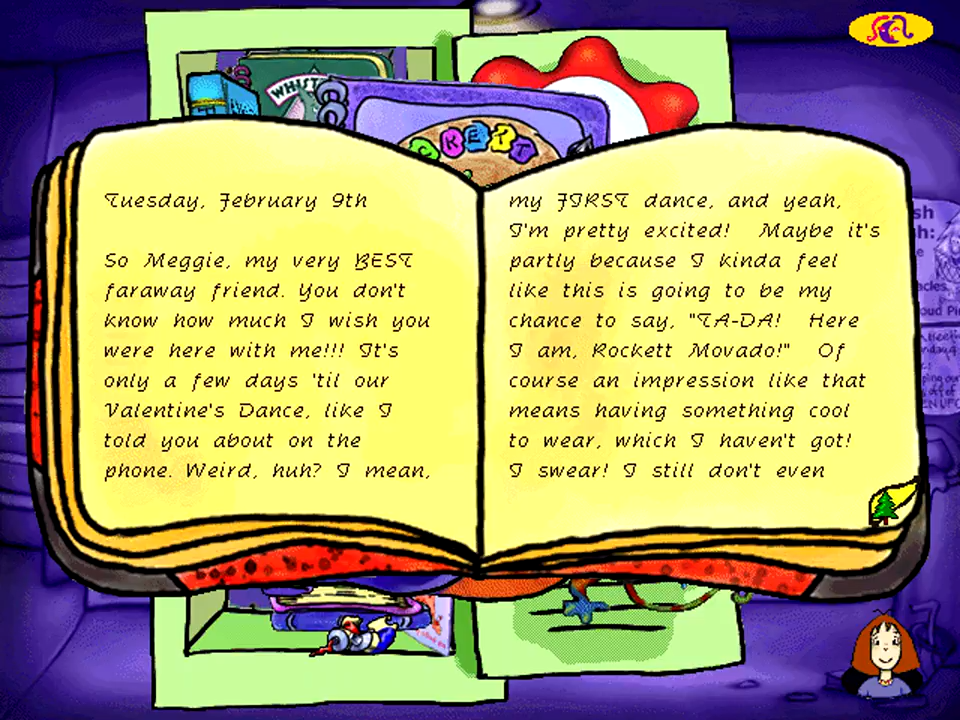 WHIST
CKETT
Tuesday, February 9th
So Meggie, my very BEST
faraway friend. You don't
know how much I wish you
were here with me!!! It's
only a few days 'til our
Valentine's Dance, like I
told you about on the
phone. Weird, huh? I mean,
my FIRST dance, and yeah,
I'm pretty excited!  Maybe it's
partly because I kinda feel
like this is going to be my
chance to say, "TA-DA!  Here
I am, Rockett Movado!"  Of
course an impression like that
means having something cool
to wear, which I haven't got!
I swear! I still don't even